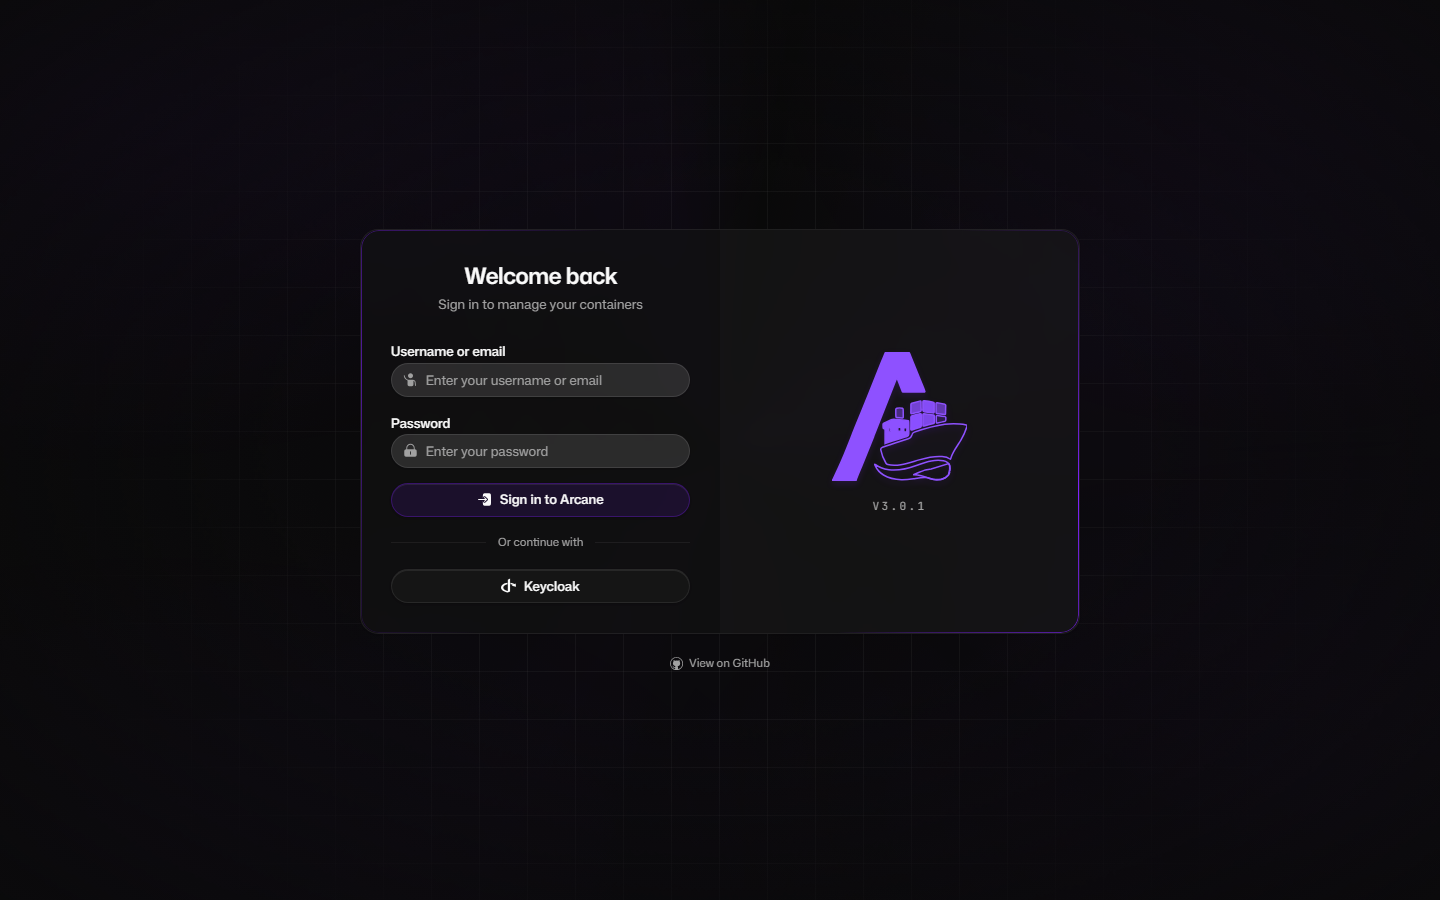 Welcome back
Sign in to manage your containers
Username or email
Enter your username or email
Password
Enter your password
Sign in to Arcane
Or continue with
Keycloak
V3.0.1
View on GitHub